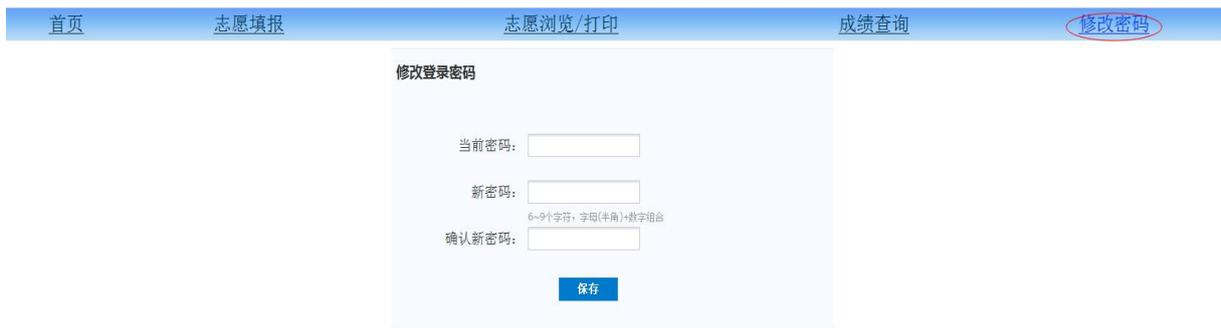 首页 志愿填报 志愿浏览/打印 成绩查询 修改密码
修改登录密码
当前密码：
新密码：
6~9个字符，字母(半角)+数字组合
确认新密码：
保存